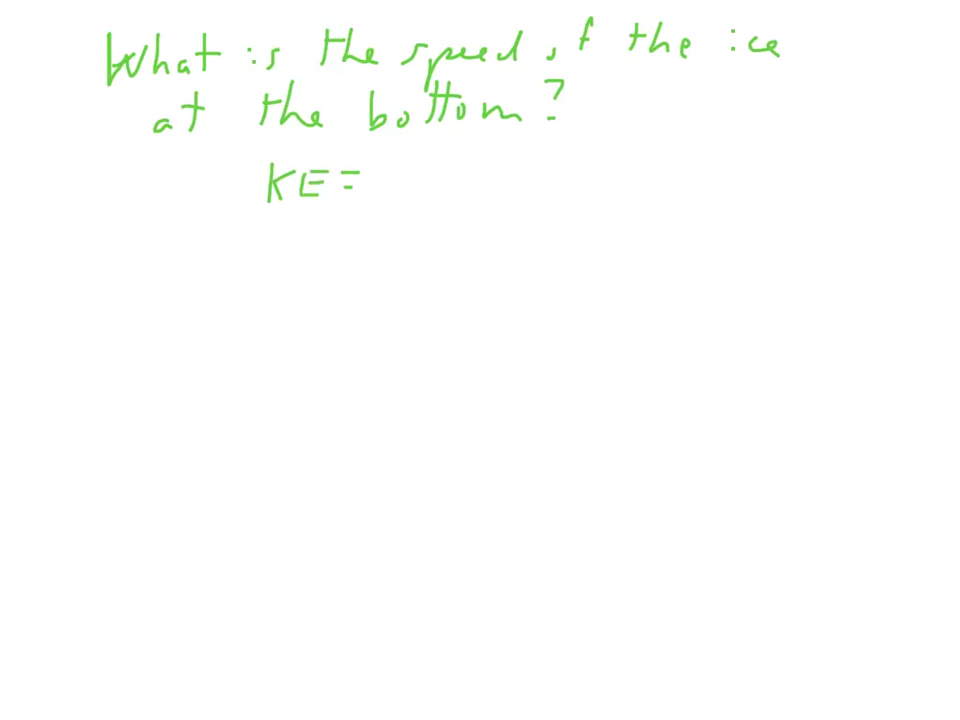 What is the speed of the ice
at the bottom?
KE=